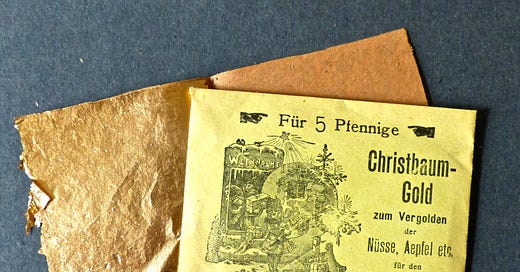 Für 5 Pfennige
Christbaum-
Gold
zum Vergolden
der
Nüsse, Aepfel etc.
für den